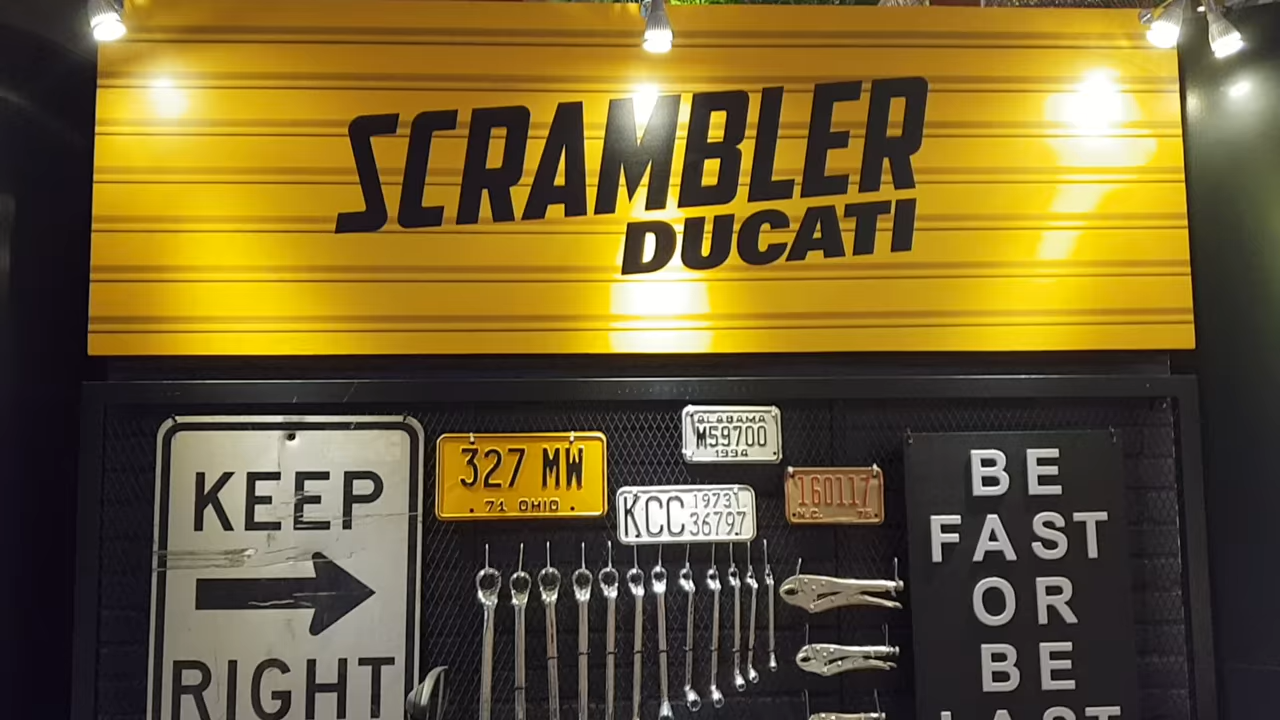 SCRAMBLER
DUCATI
KEEP
RIGHT
327 MW
71 OHIO
ALABAMA
M59700
1994
KCC 1973
36797
160117
N.C. 75
BE
FAST
OR
BE
LAST